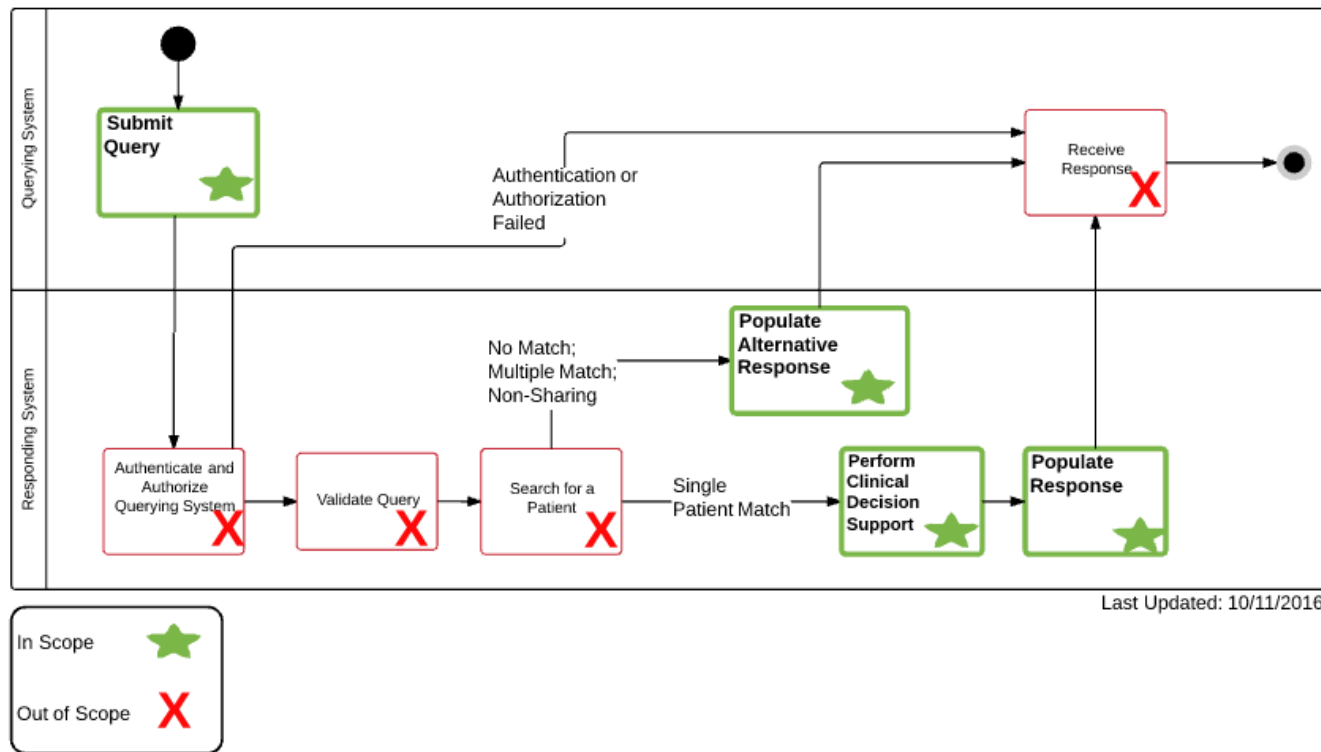 Querying System
Submit
Query
Authentication or
Authorization
Failed
Receive
Response
X
Responding System
No Match;
Multiple Match;
Non-Sharing
Populate
Alternative
Response
Authenticate and
Authorize
Querying System
X
Validate Query
X
Search for a
Patient
X
Single
Patient Match
Perform
Clinical
Decision
Support
Populate
Response
Last Updated: 10/11/2016
In Scope
Out of Scope
X